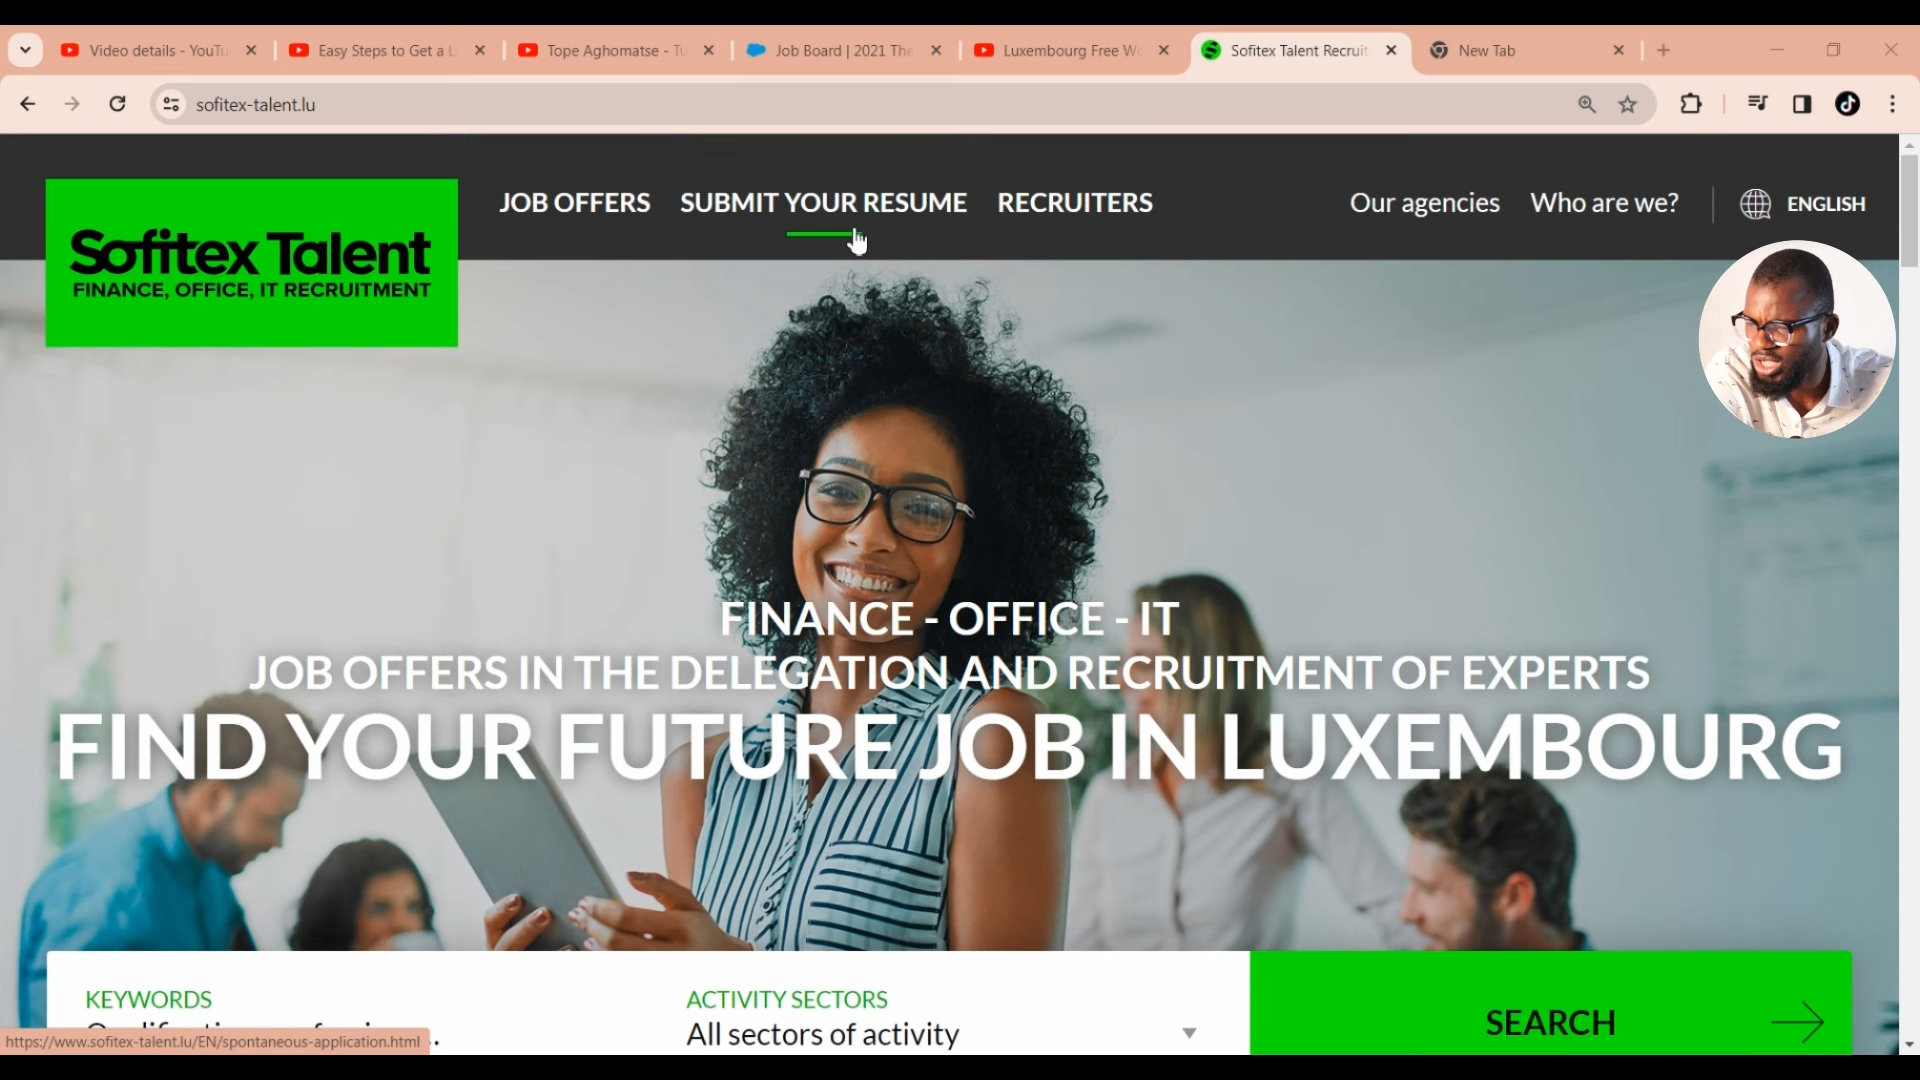 Video details - YouTu
Easy Steps to Get a L
Tope Aghomatse - Tu
Job Board | 2021 The
Luxembourg Free Wo
Sofitex Talent Recruit
New Tab
sofitex-talent.lu
JOB OFFERS
SUBMIT YOUR RESUME
RECRUITERS
Our agencies
Who are we?
ENGLISH
Sofitex Talent
FINANCE, OFFICE, IT RECRUITMENT
FINANCE - OFFICE - IT
JOB OFFERS IN THE DELEGATION AND RECRUITMENT OF EXPERTS
FIND YOUR FUTURE JOB IN LUXEMBOURG
KEYWORDS
ACTIVITY SECTORS
All sectors of activity
SEARCH
https://www.sofitex-talent.lu/EN/spontaneous-application.html